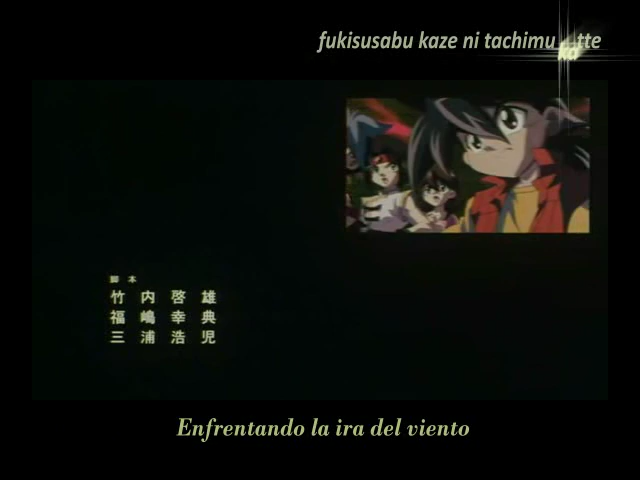 fukisusabu kaze ni tachimukatte
脚本
竹内啓雄
福嶋幸典
三浦浩児
Enfrentando la ira del viento